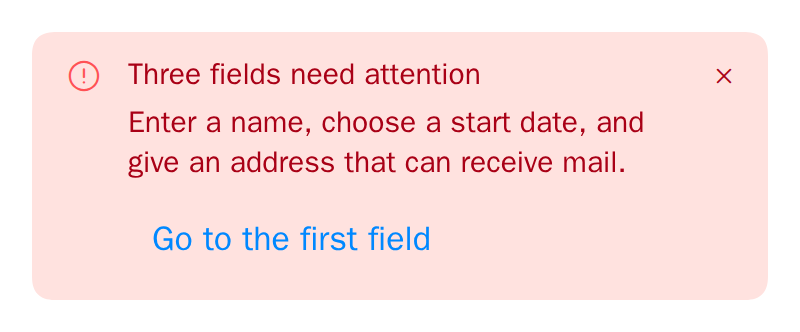 Three fields need attention
Enter a name, choose a start date, and
give an address that can receive mail.
Go to the first field